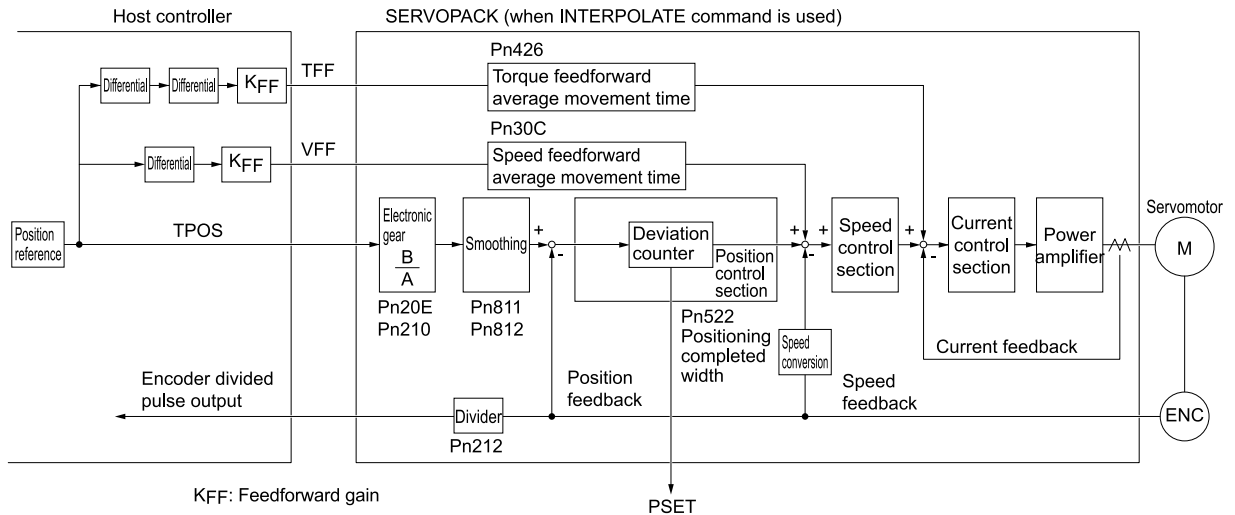 Host controller
SERVOPACK (when INTERPOLATE command is used)
Pn426
TFF
Differential
Differential
KFF
Torque feedforward
average movement time
Pn30C
VFF
Differential
KFF
Speed feedforward
average movement time
Position
reference
TPOS
Electronic
gear
B
A
Pn20E
Pn210
Smoothing
Pn811
Pn812
+
-
Deviation
counter
Position control
section
Pn522
Positioning
completed
width
+
+
-
Speed
control
section
+
-
Current
control
section
Power
amplifier
Servomotor
M
Speed
conversion
Current feedback
Encoder divided
pulse output
Divider
Pn212
Position
feedback
Speed
feedback
ENC
KFF: Feedforward gain
PSET